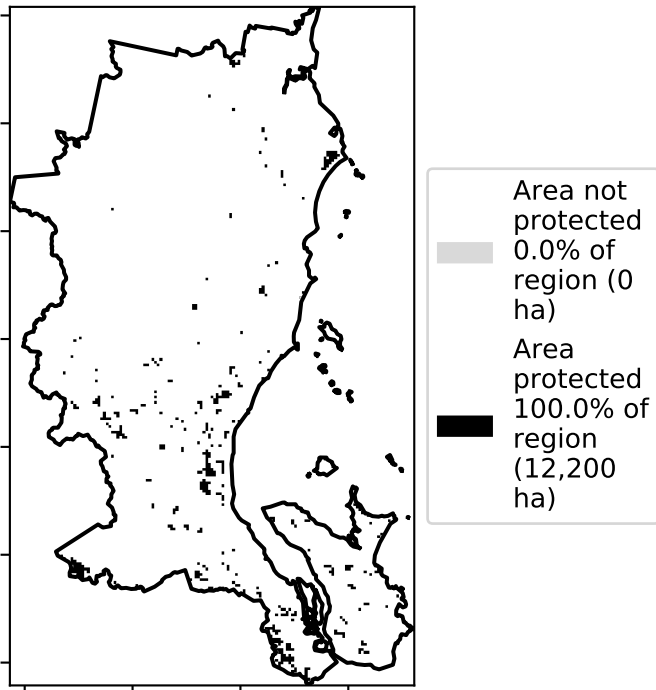 Area not
protected
0.0% of
region (0
ha)
Area
protected
100.0% of
region
(12,200
ha)